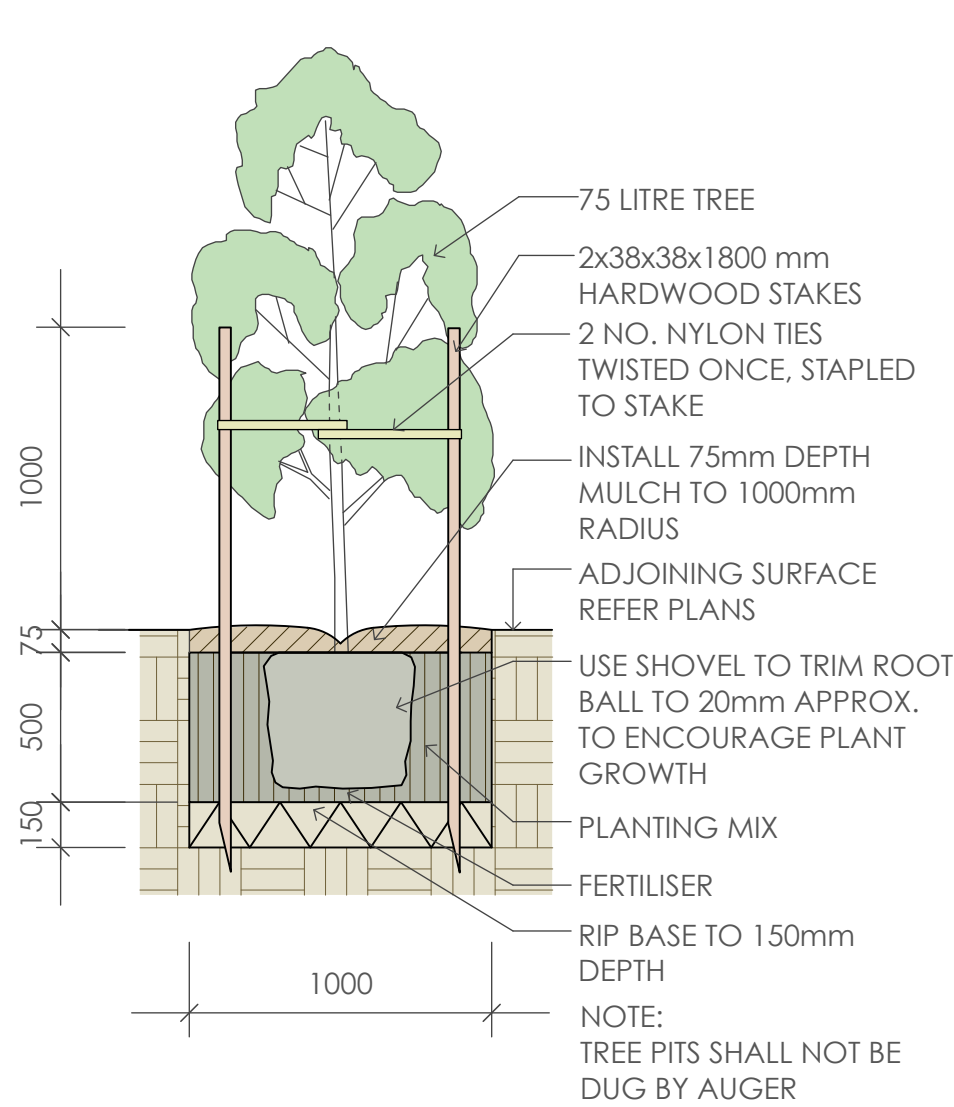 75 LITRE TREE
2x38x38x1800 mm
HARDWOOD STAKES
2 NO. NYLON TIES
TWISTED ONCE, STAPLED
TO STAKE
INSTALL 75mm DEPTH
MULCH TO 1000mm
RADIUS
ADJOINING SURFACE
REFER PLANS
USE SHOVEL TO TRIM ROOT
BALL TO 20mm APPROX.
TO ENCOURAGE PLANT
GROWTH
PLANTING MIX
FERTILISER
RIP BASE TO 150mm
DEPTH
NOTE:
TREE PITS SHALL NOT BE
DUG BY AUGER
1000
75
500
150
1000